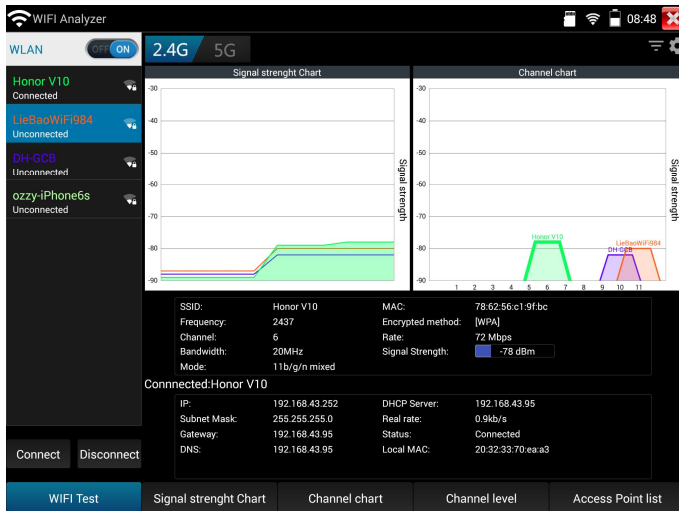 WIFI Analyzer
08:48
WLAN
OFF ON
2.4G
5G
Honor V10
Connected
LieBaoWiFi984
Unconnected
DH-GCB
Unconnected
ozzy-iPhone6s
Unconnected
Signal strenght Chart
-30
-40
-50
-60
-70
-80
-90
Signal strength
Channel chart
-30
-40
-50
-60
-70
-80
-90
Honor V10
LieBaoWiFi984
DH-GCB
1 2 3 4 5 6 7 8 9 10 11
Signal strength
SSID: Honor V10 MAC: 78:62:56:c1:9f:bc
Frequency: 2437 Encrypted method: [WPA]
Channel: 6 Rate: 72 Mbps
Bandwidth: 20MHz Signal Strength: -78 dBm
Mode: 11b/g/n mixed
Connnected:Honor V10
IP: 192.168.43.252 DHCP Server: 192.168.43.95
Subnet Mask: 255.255.255.0 Real rate: 0.9kb/s
Gateway: 192.168.43.95 Status: Connected
DNS: 192.168.43.95 Local MAC: 20:32:33:70:ea:a3
Connect Disconnect
WIFI Test Signal strenght Chart Channel chart Channel level Access Point list